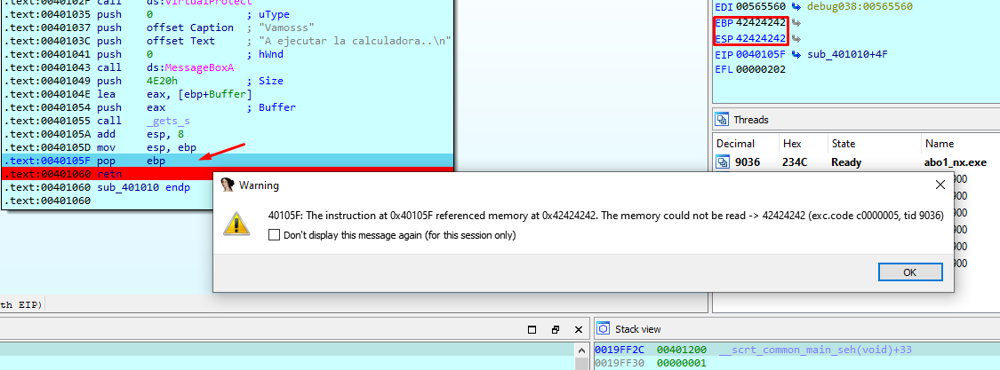 .text:0040102F call ds:VirtualProtect
.text:00401035 push 0 ; uType
.text:00401037 push offset Caption ; "Vamosss"
.text:0040103C push offset Text ; "A ejecutar la calculadora..\n"
.text:00401041 push 0 ; hWnd
.text:00401043 call ds:MessageBoxA
.text:00401049 push 4E20h ; Size
.text:0040104E lea eax, [ebp+Buffer]
.text:00401054 push eax ; Buffer
.text:00401055 call _gets_s
.text:0040105A add esp, 8
.text:0040105D mov esp, ebp
.text:0040105F pop ebp
.text:00401060 retn
.text:00401060 sub_401010 endp
.text:00401060
EDI 00565560 debug038:00565560
EBP 42424242
ESP 42424242
EIP 0040105F sub_401010+4F
EFL 00000202
Threads
Decimal Hex State Name
9036 234C Ready abo1_nx.exe
900
900
900
900
900
900
Warning
40105F: The instruction at 0x40105F referenced memory at 0x42424242. The memory could not be read -> 42424242 (exc.code c0000005, tid 9036)
Don't display this message again (for this session only)
OK
th EIP)
Stack view
0019FF2C 00401200 __scrt_common_main_seh(void)+33
0019FF30 00000001